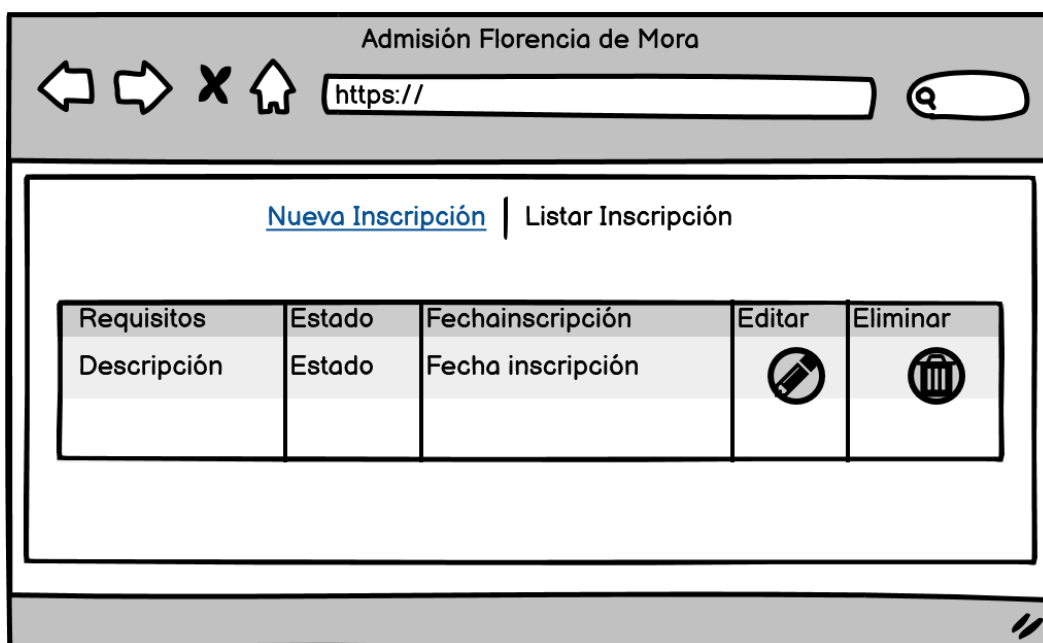 Admisión Florencia de Mora
https://
Nueva Inscripción | Listar Inscripción
Requisitos Estado Fechainscripción Editar Eliminar
Descripción Estado Fecha inscripción